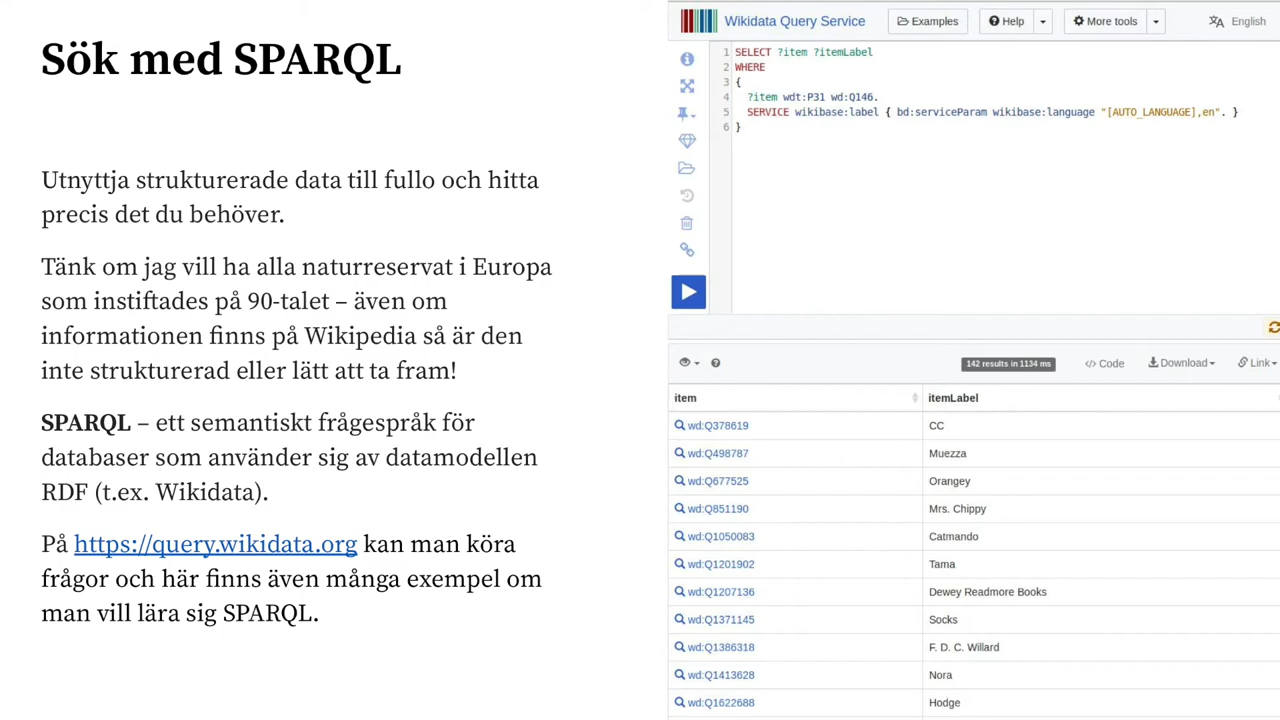 Sök med SPARQL
Utnyttja strukturerade data till fullo och hitta
precis det du behöver.
Tänk om jag vill ha alla naturreservat i Europa
som instiftades på 90-talet – även om
informationen finns på Wikipedia så är den
inte strukturerad eller lätt att ta fram!
SPARQL – ett semantiskt frågespråk för
databaser som använder sig av datamodellen
RDF (t.ex. Wikidata).
På https://query.wikidata.org kan man köra
frågor och här finns även många exempel om
man vill lära sig SPARQL.
Wikidata Query Service Examples Help More tools English
1 SELECT ?item ?itemLabel
2 WHERE
3 {
4 ?item wdt:P31 wd:Q146.
5 SERVICE wikibase:label { bd:serviceParam wikibase:language "[AUTO_LANGUAGE],en". }
6 }
142 results in 1134 ms </> Code Download Link
item itemLabel
wd:Q378619 CC
wd:Q498787 Muezza
wd:Q677525 Orangey
wd:Q851190 Mrs. Chippy
wd:Q1050083 Catmando
wd:Q1201902 Tama
wd:Q1207136 Dewey Readmore Books
wd:Q1371145 Socks
wd:Q1386318 F. D. C. Willard
wd:Q1413628 Nora
wd:Q1622688 Hodge